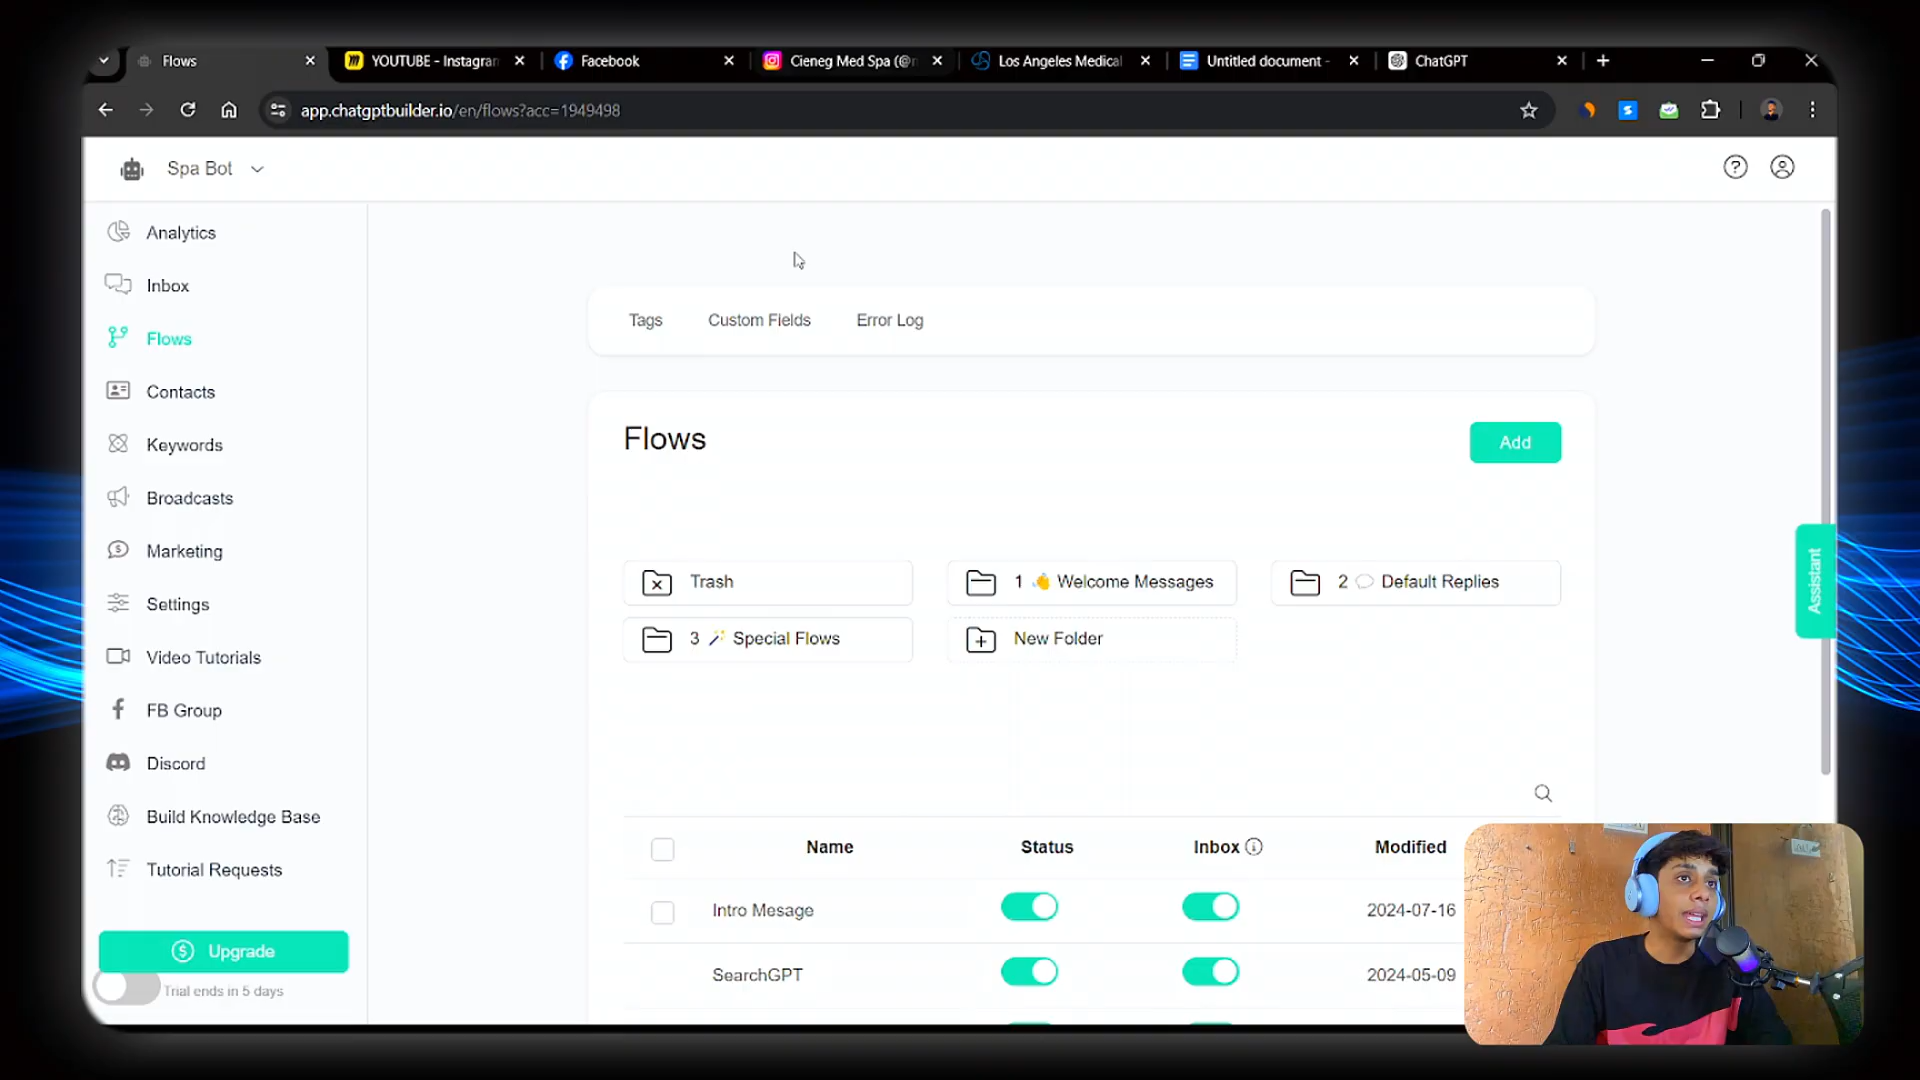 Flows
YOUTUBE - Instagram
Facebook
Cieneg Med Spa (@n
Los Angeles Medical
Untitled document -
ChatGPT
app.chatgptbuilder.io/en/flows?acc=1949498
Spa Bot
Analytics
Inbox
Flows
Contacts
Keywords
Broadcasts
Marketing
Settings
Video Tutorials
FB Group
Discord
Build Knowledge Base
Tutorial Requests
Upgrade
Trial ends in 5 days
Tags Custom Fields Error Log
Flows
Add
Trash
1 👋 Welcome Messages
2 💬 Default Replies
3 🪄 Special Flows
New Folder
Name Status Inbox Modified
Intro Mesage 2024-07-16
SearchGPT 2024-05-09
Assistant